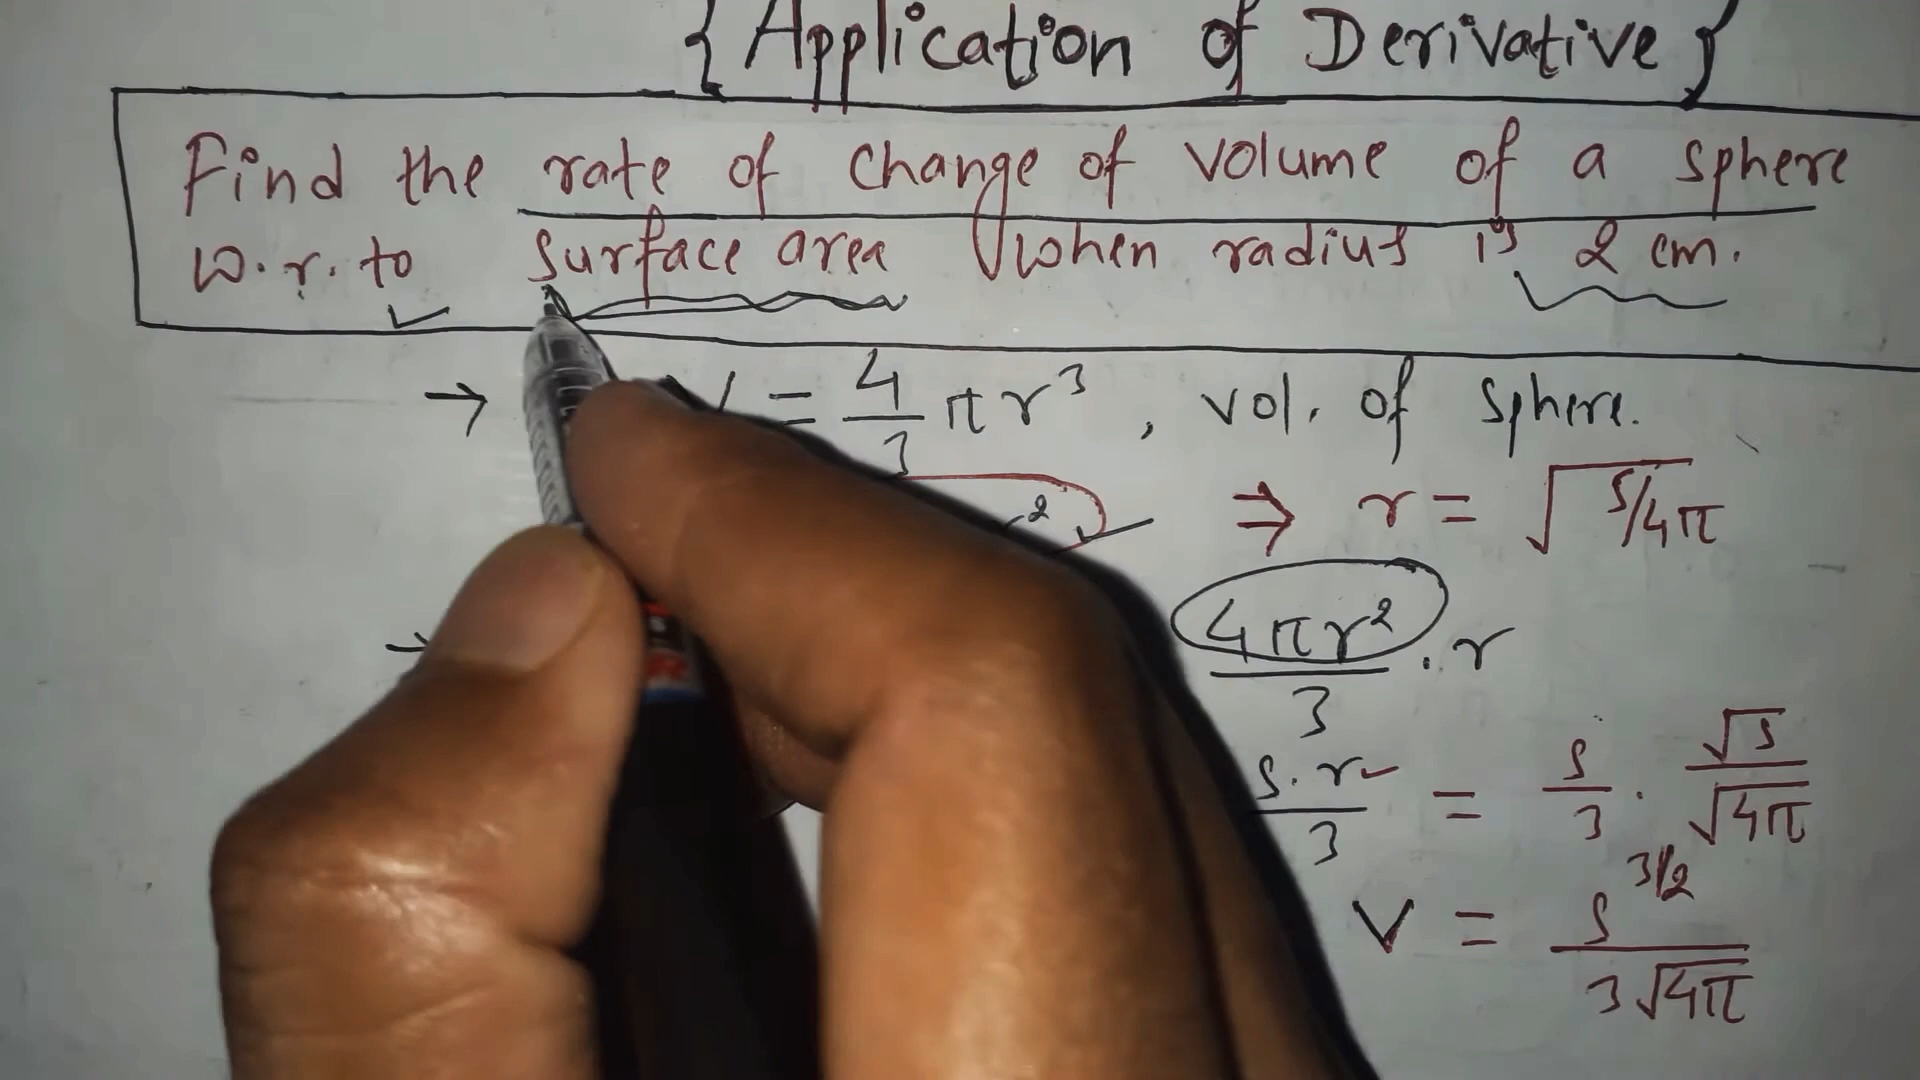 {Application of Derivative}
Find the rate of change of volume of a sphere
w.r.to surface area when radius is 2 cm.
→ V = 4/3 πr³ , vol. of sphere.
² ⇒ r = √S/4π
→ 4πr²/3 . r
S.r/3 = S/3 . √S/√4π
V = S^3/2 / 3√4π